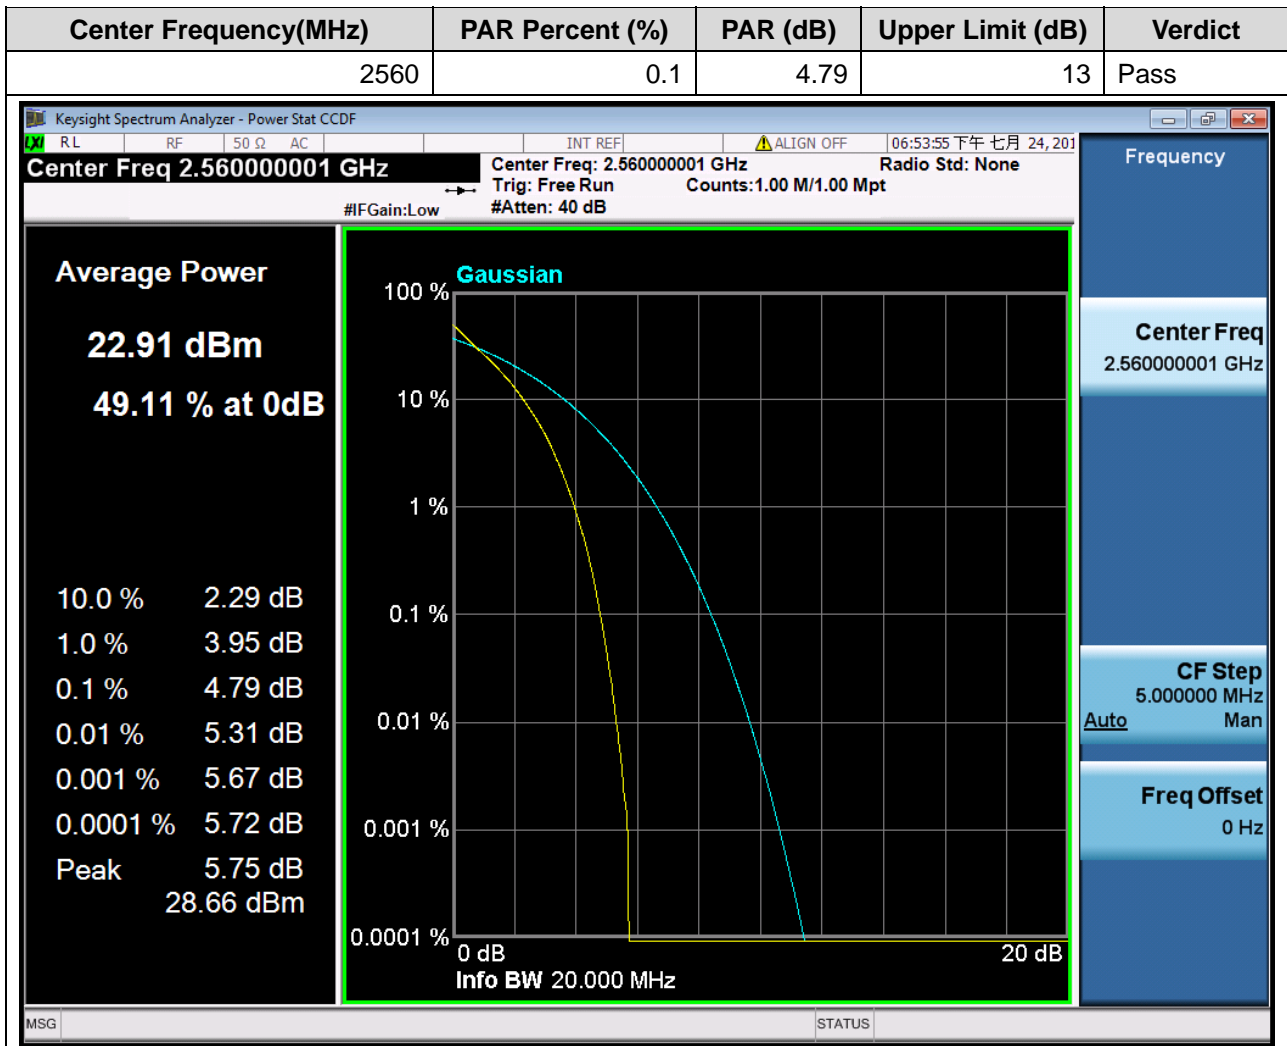 Center Frequency(MHz) PAR Percent (%) PAR (dB) Upper Limit (dB) Verdict
2560 0.1 4.79 13 Pass
Keysight Spectrum Analyzer - Power Stat CCDF
LXI RL RF 50 Ω AC INT REF ALIGN OFF 06:53:55 下午 七月 24, 201
Center Freq 2.560000001 GHz
Center Freq: 2.560000001 GHz Radio Std: None
Trig: Free Run Counts:1.00 M/1.00 Mpt
#IFGain:Low #Atten: 40 dB
Average Power
22.91 dBm
49.11 % at 0dB
10.0 % 2.29 dB
1.0 % 3.95 dB
0.1 % 4.79 dB
0.01 % 5.31 dB
0.001 % 5.67 dB
0.0001 % 5.72 dB
Peak 5.75 dB
28.66 dBm
Gaussian
100 %
10 %
1 %
0.1 %
0.01 %
0.001 %
0.0001 %
0 dB 20 dB
Info BW 20.000 MHz
Frequency
Center Freq
2.560000001 GHz
CF Step
5.000000 MHz
Auto Man
Freq Offset
0 Hz
MSG STATUS